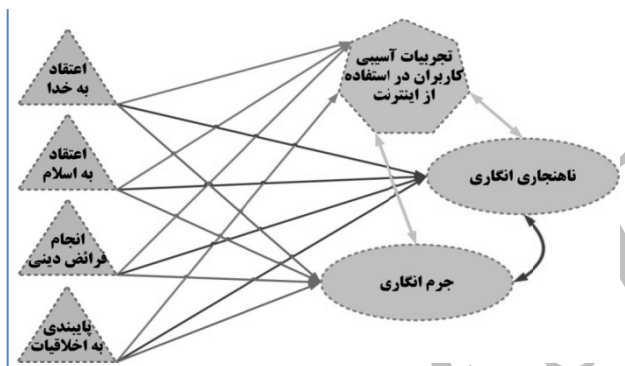 اعتقاد
به خدا
اعتقاد
به اسلام
انجام
فرائض دینی
پایبندی
به اخلاقیات
تجربیات آسیبی
کاربران در استفاده
از اینترنت
ناهنجاری انگاری
جرم انگاری